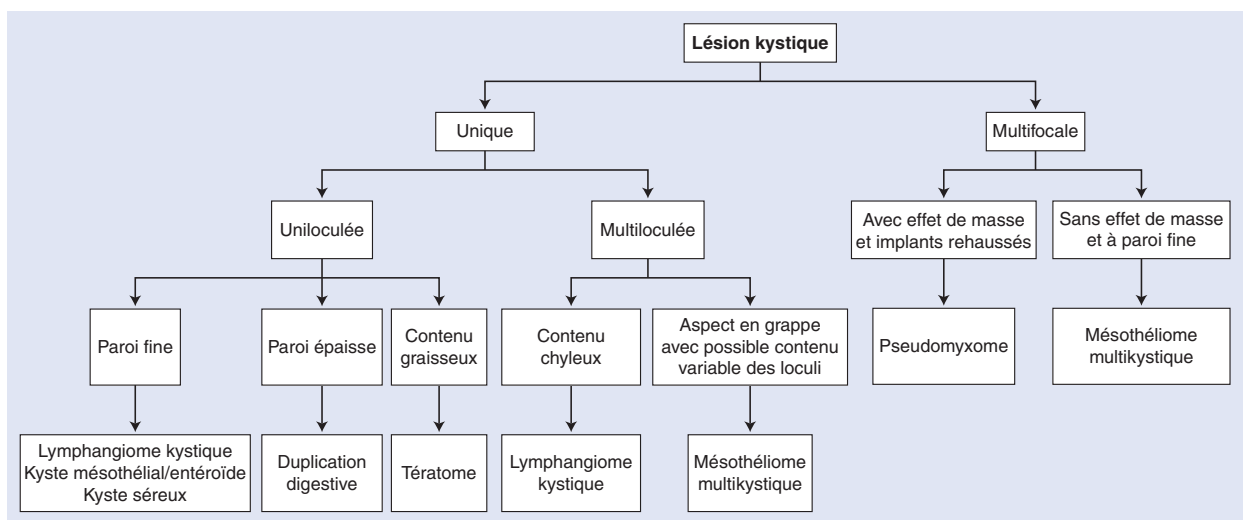 Lésion kystique
Unique
Multifocale
Uniloculée
Multiloculée
Avec effet de masse
et implants rehaussés
Sans effet de masse
et à paroi fine
Paroi fine
Paroi épaisse
Contenu
graisseux
Contenu
chyleux
Aspect en grappe
avec possible contenu
variable des loculi
Pseudomyxome
Mésothéliome
multikystique
Lymphangiome kystique
Kyste mésothélial/entéroïde
Kyste séreux
Duplication
digestive
Tératome
Lymphangiome
kystique
Mésothéliome
multikystique